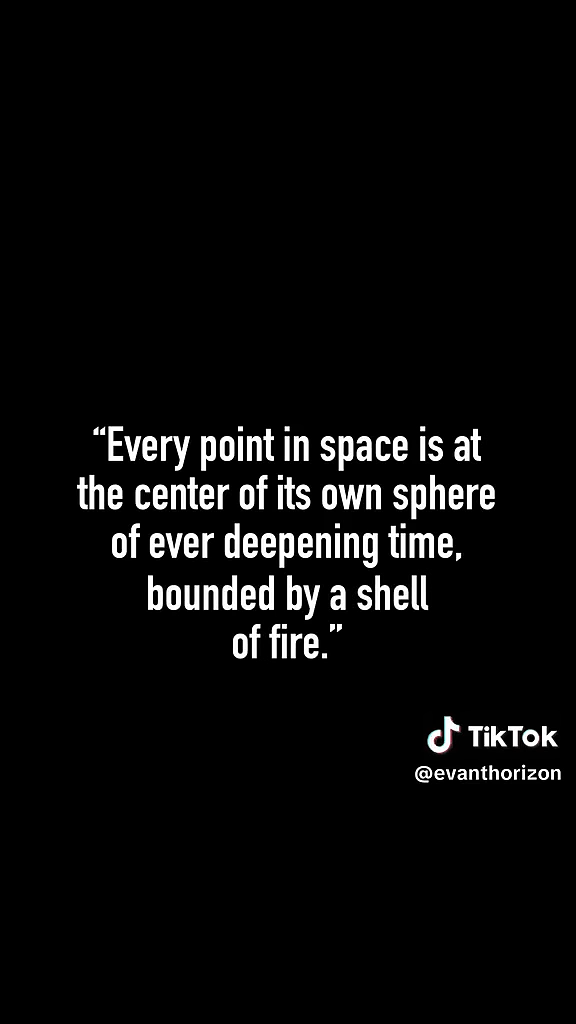 “Every point in space is at
the center of its own sphere
of ever deepening time,
bounded by a shell
of fire.”
TikTok
@evanthorizon